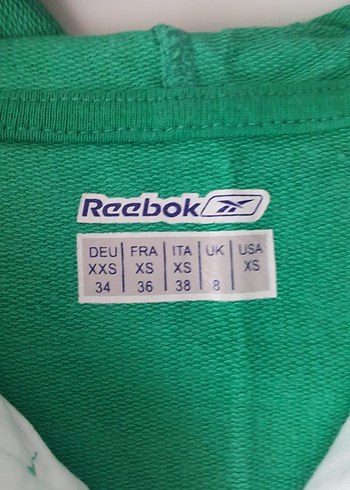 Reebok
DEU FRA ITA UK USA
XXS XS XS XS
34 36 38 8